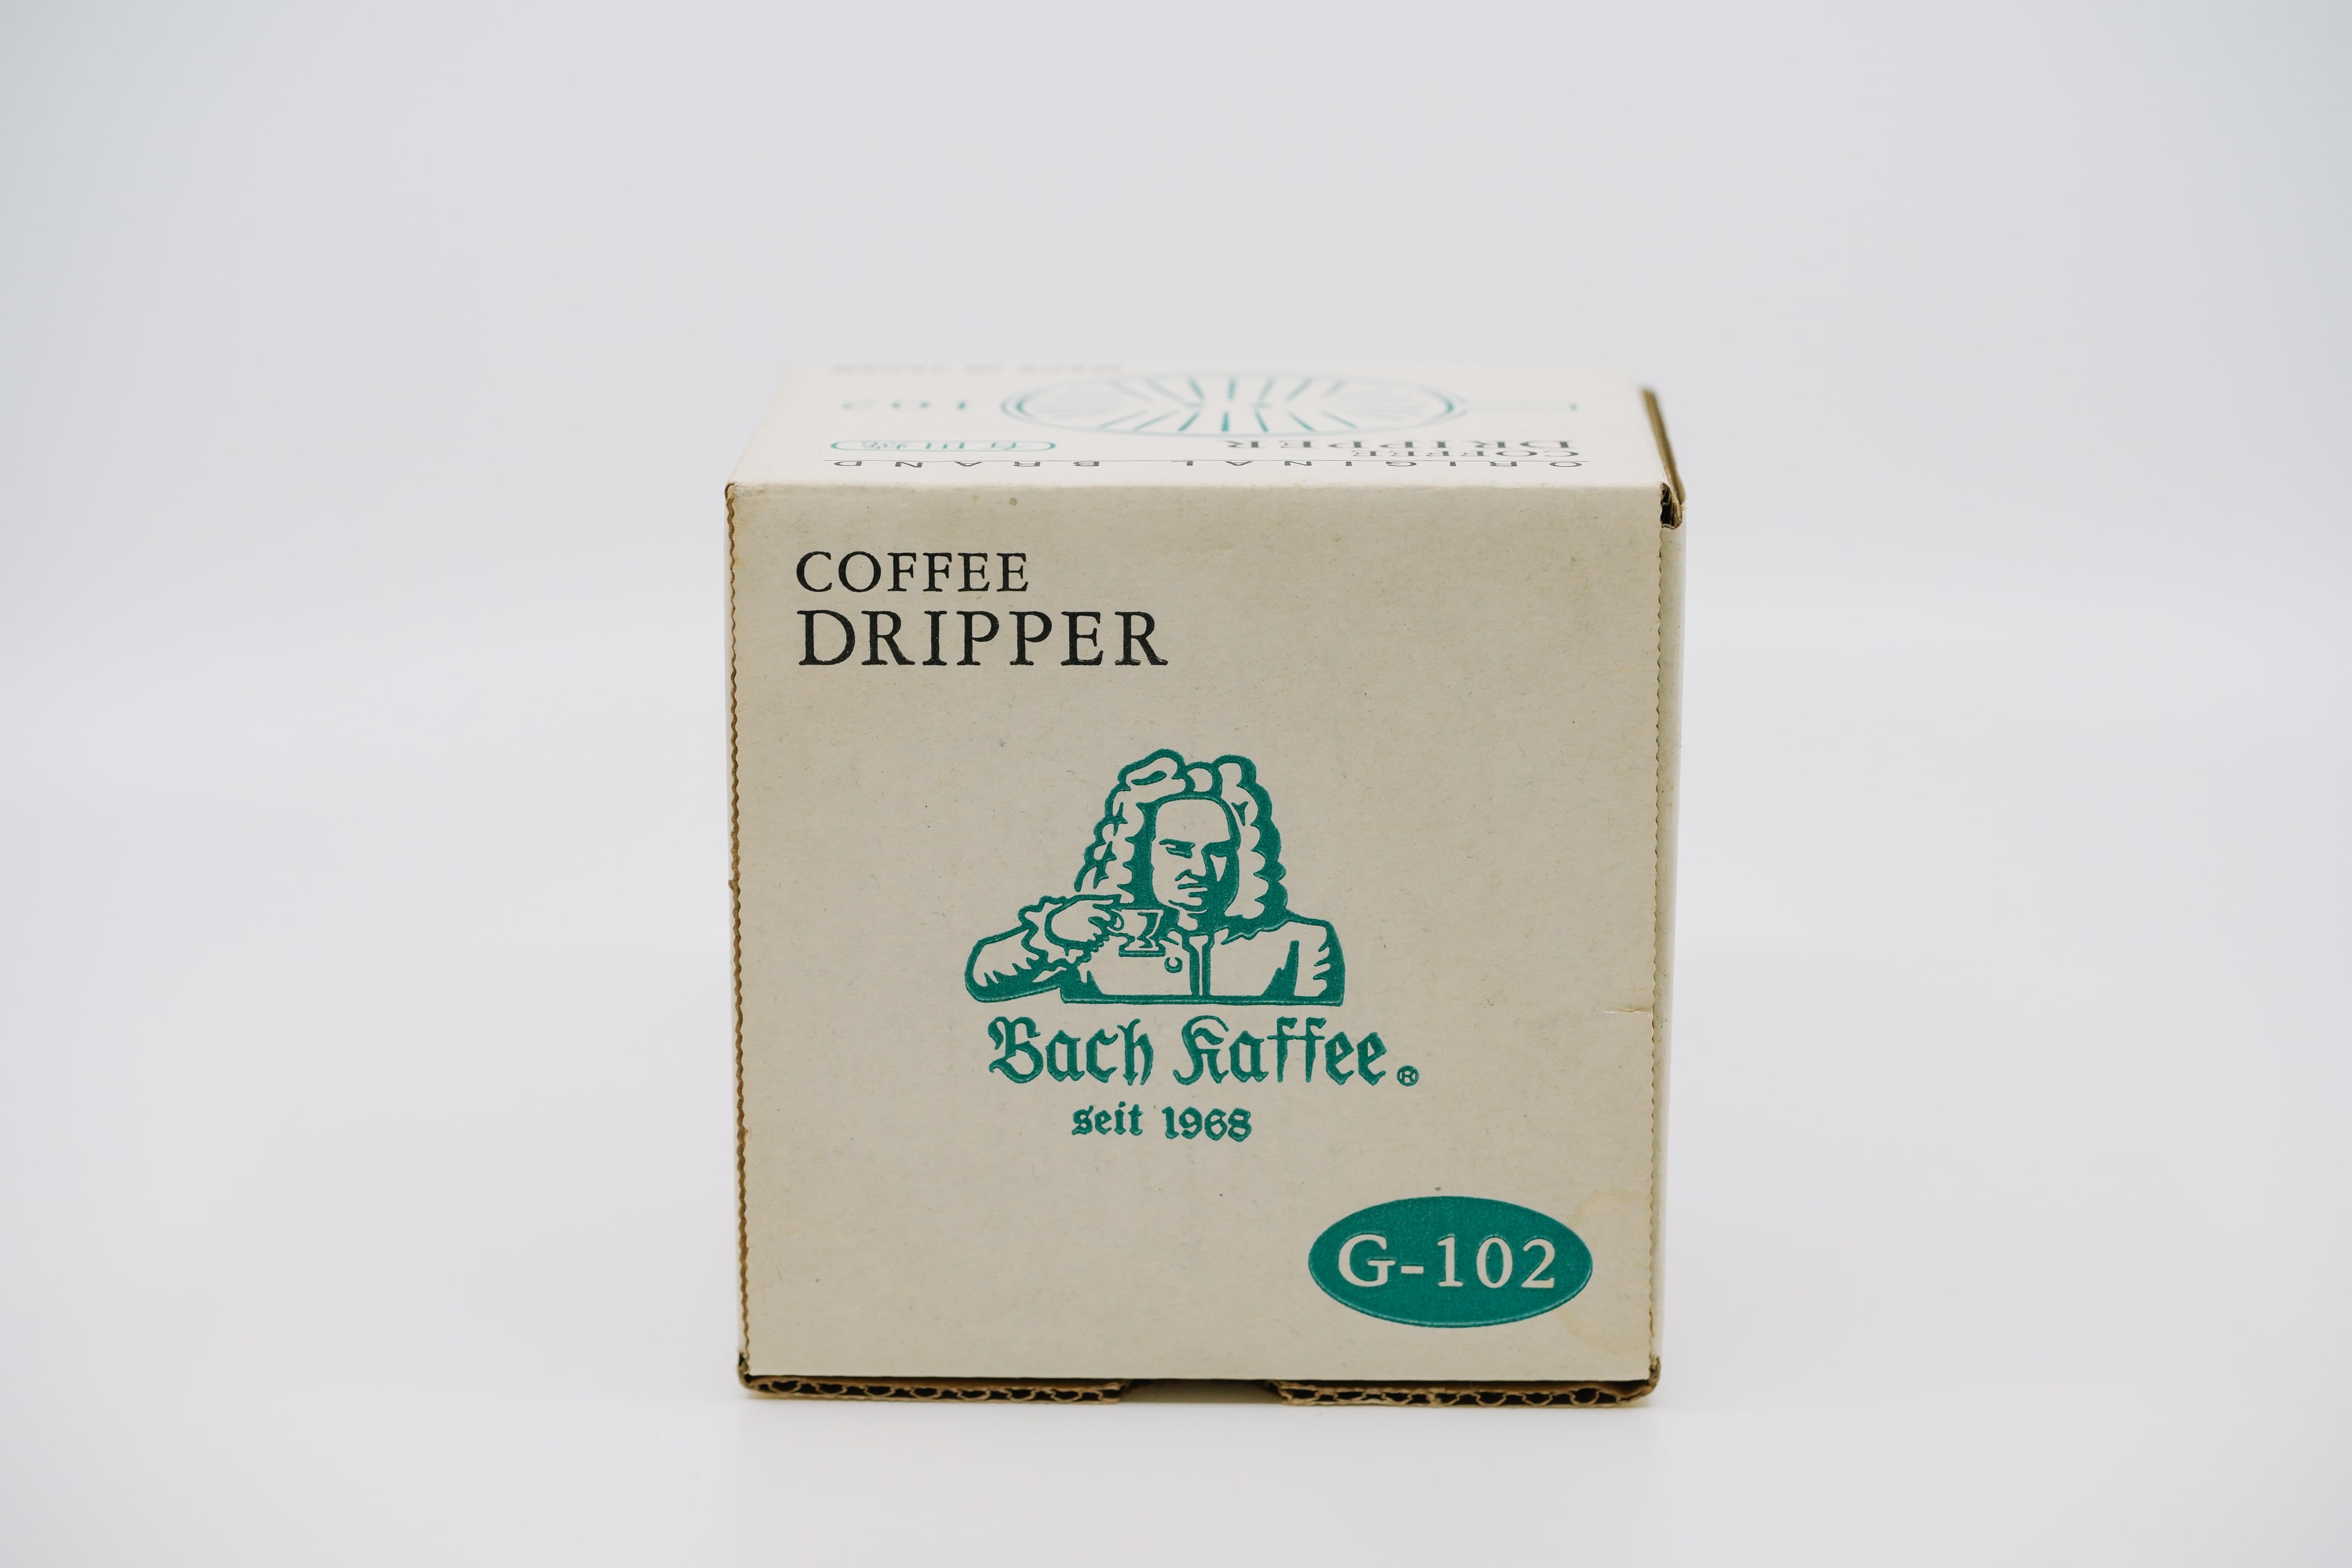 ORIGINAL BRAND
COFFEE
DRIPPER
102
COFFEE
DRIPPER
Bach Kaffee®
seit 1968
G-102